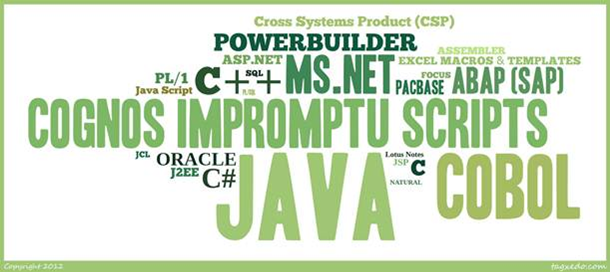 Cross Systems Product (CSP)
POWERBUILDER
ASSEMBLER
ASP.NET
EXCEL MACROS & TEMPLATES
PL/1
C++
SQL
MS.NET
FOCUS
ABAP (SAP)
Java Script
PACBASE
COGNOS IMPROMPTU SCRIPTS
JCL
ORACLE
JAVA
Lotus Notes
COBOL
J2EE
C#
JSP
C
NATURAL
Copyright 2012
tagxedo.com